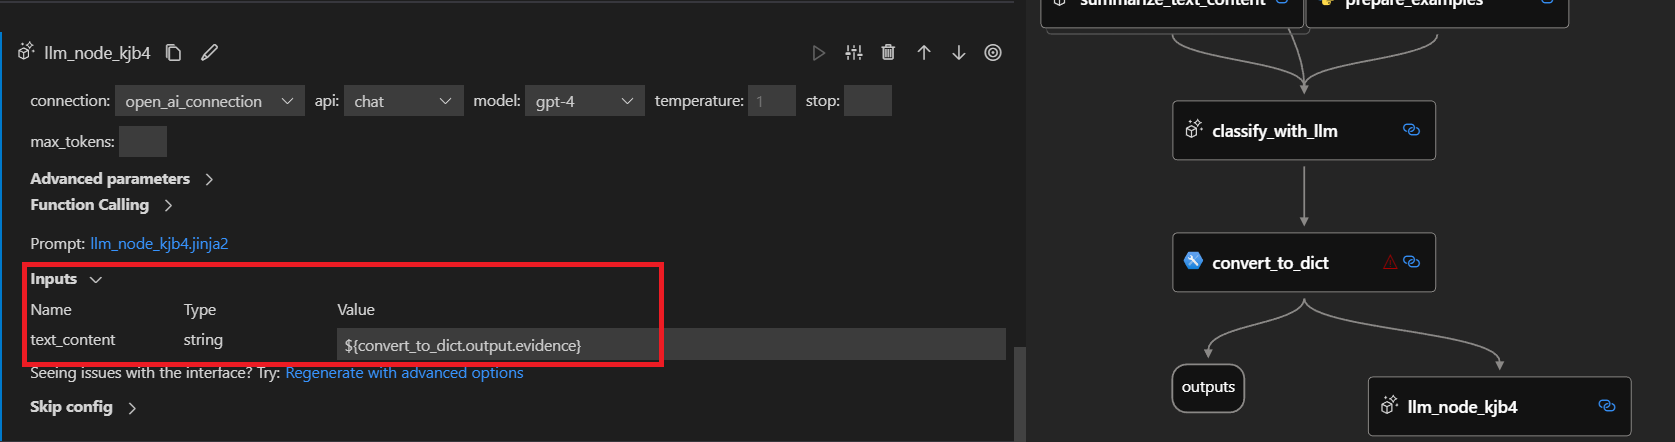 llm_node_kjb4
connection: open_ai_connection api: chat model: gpt-4 temperature: 1 stop:
max_tokens:
Advanced parameters
Function Calling
Prompt: llm_node_kjb4.jinja2
Inputs
Name Type Value
text_content string ${convert_to_dict.output.evidence}
Seeing issues with the interface? Try: Regenerate with advanced options
Skip config
summarize_text_content
prepare_examples
classify_with_llm
convert_to_dict
outputs
llm_node_kjb4